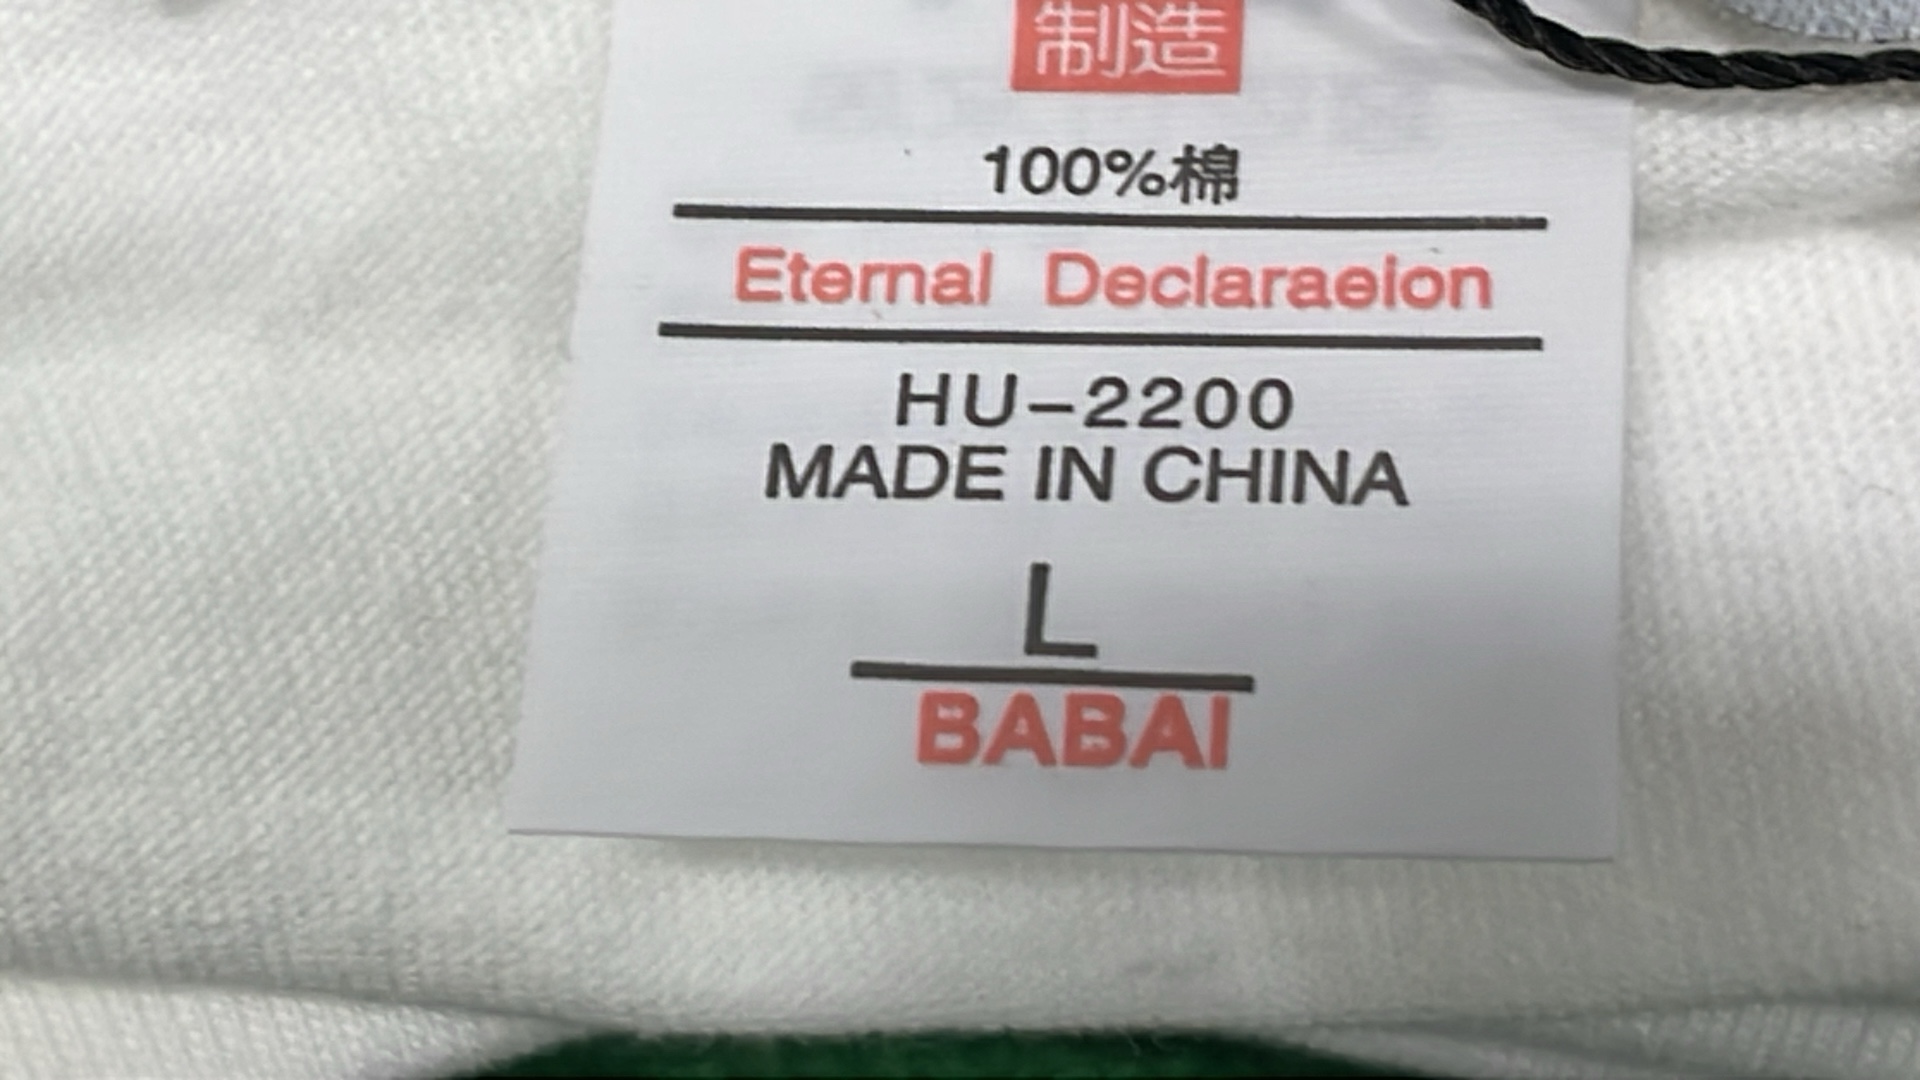 制造
100%棉
Eternal Declaraeion
HU-2200
MADE IN CHINA
L
BABAI